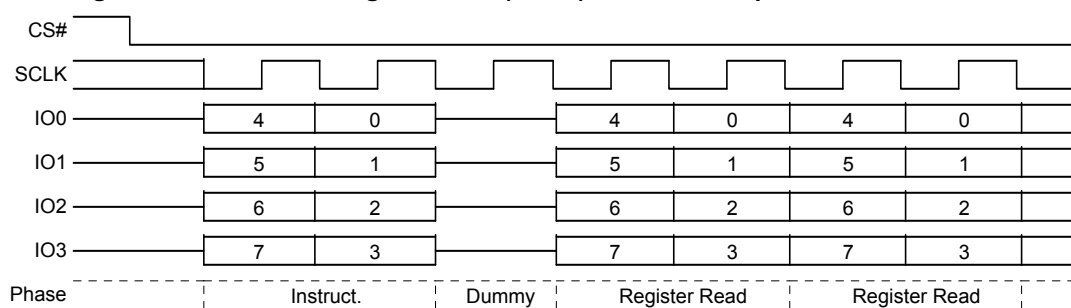 CS#
SCLK
IO0 4 0 4 0 4 0
IO1 5 1 5 1 5 1
IO2 6 2 6 2 6 2
IO3 7 3 7 3 7 3
Phase Instruct. Dummy Register Read Register Read